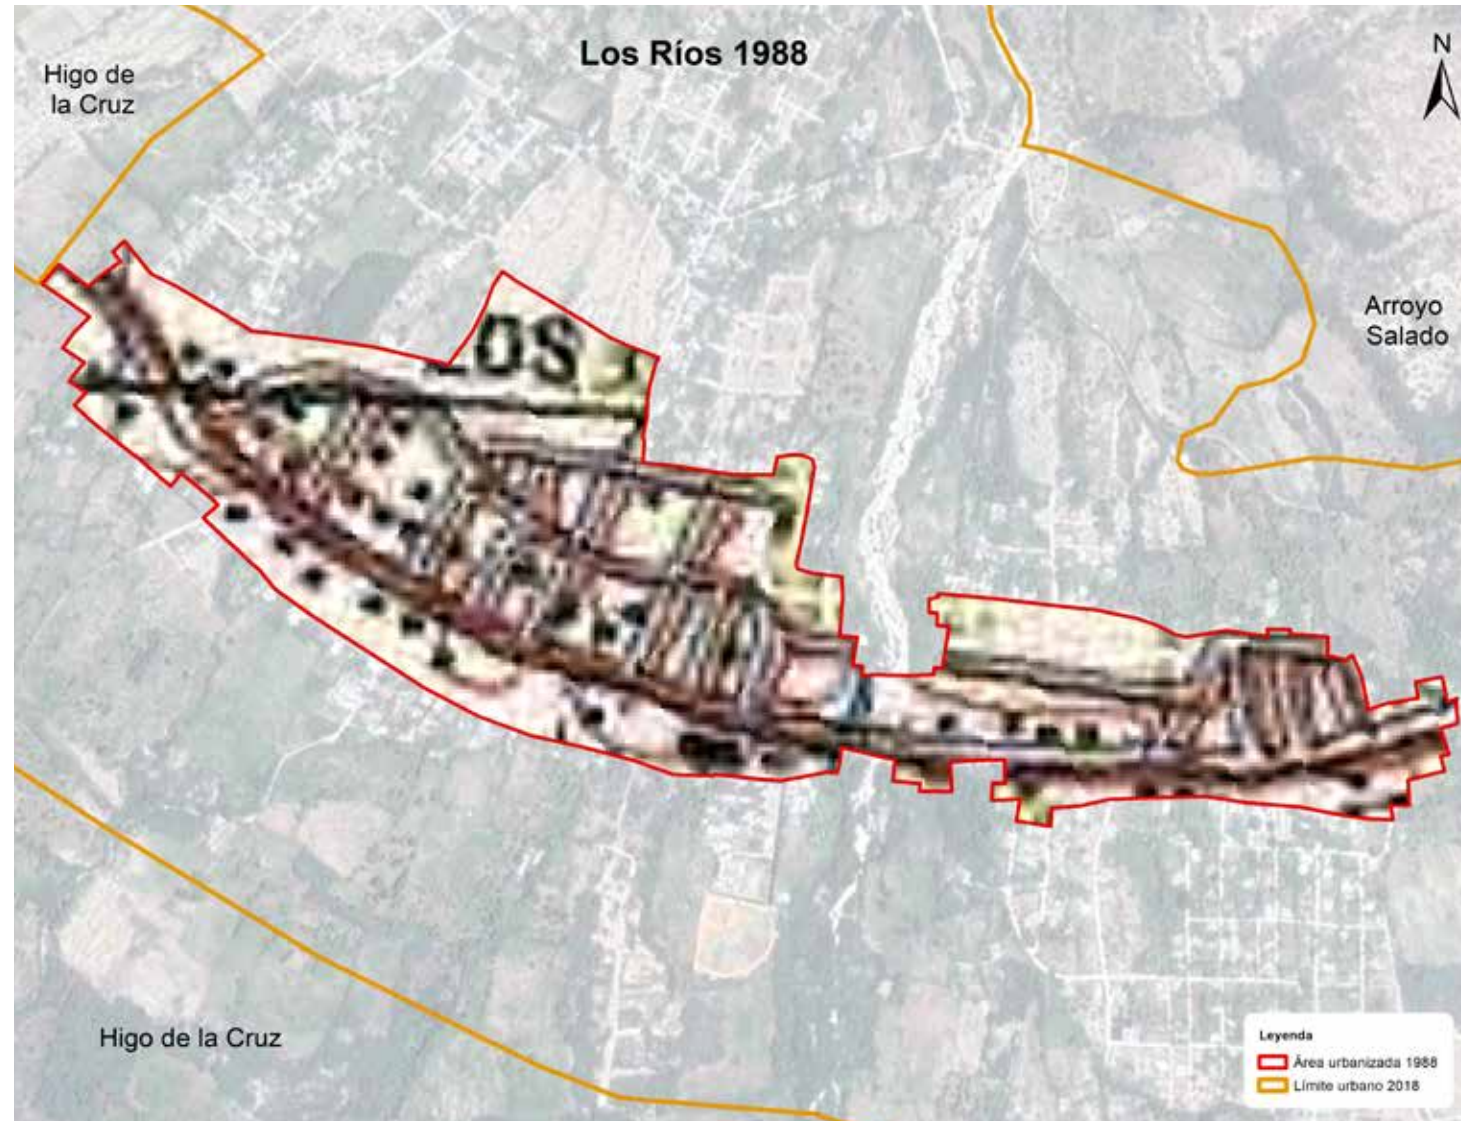 Los Ríos 1988
N
Higo de
la Cruz
Arroyo
Salado
LOS
Higo de la Cruz
Leyenda
Área urbanizada 1988
Límite urbano 2018